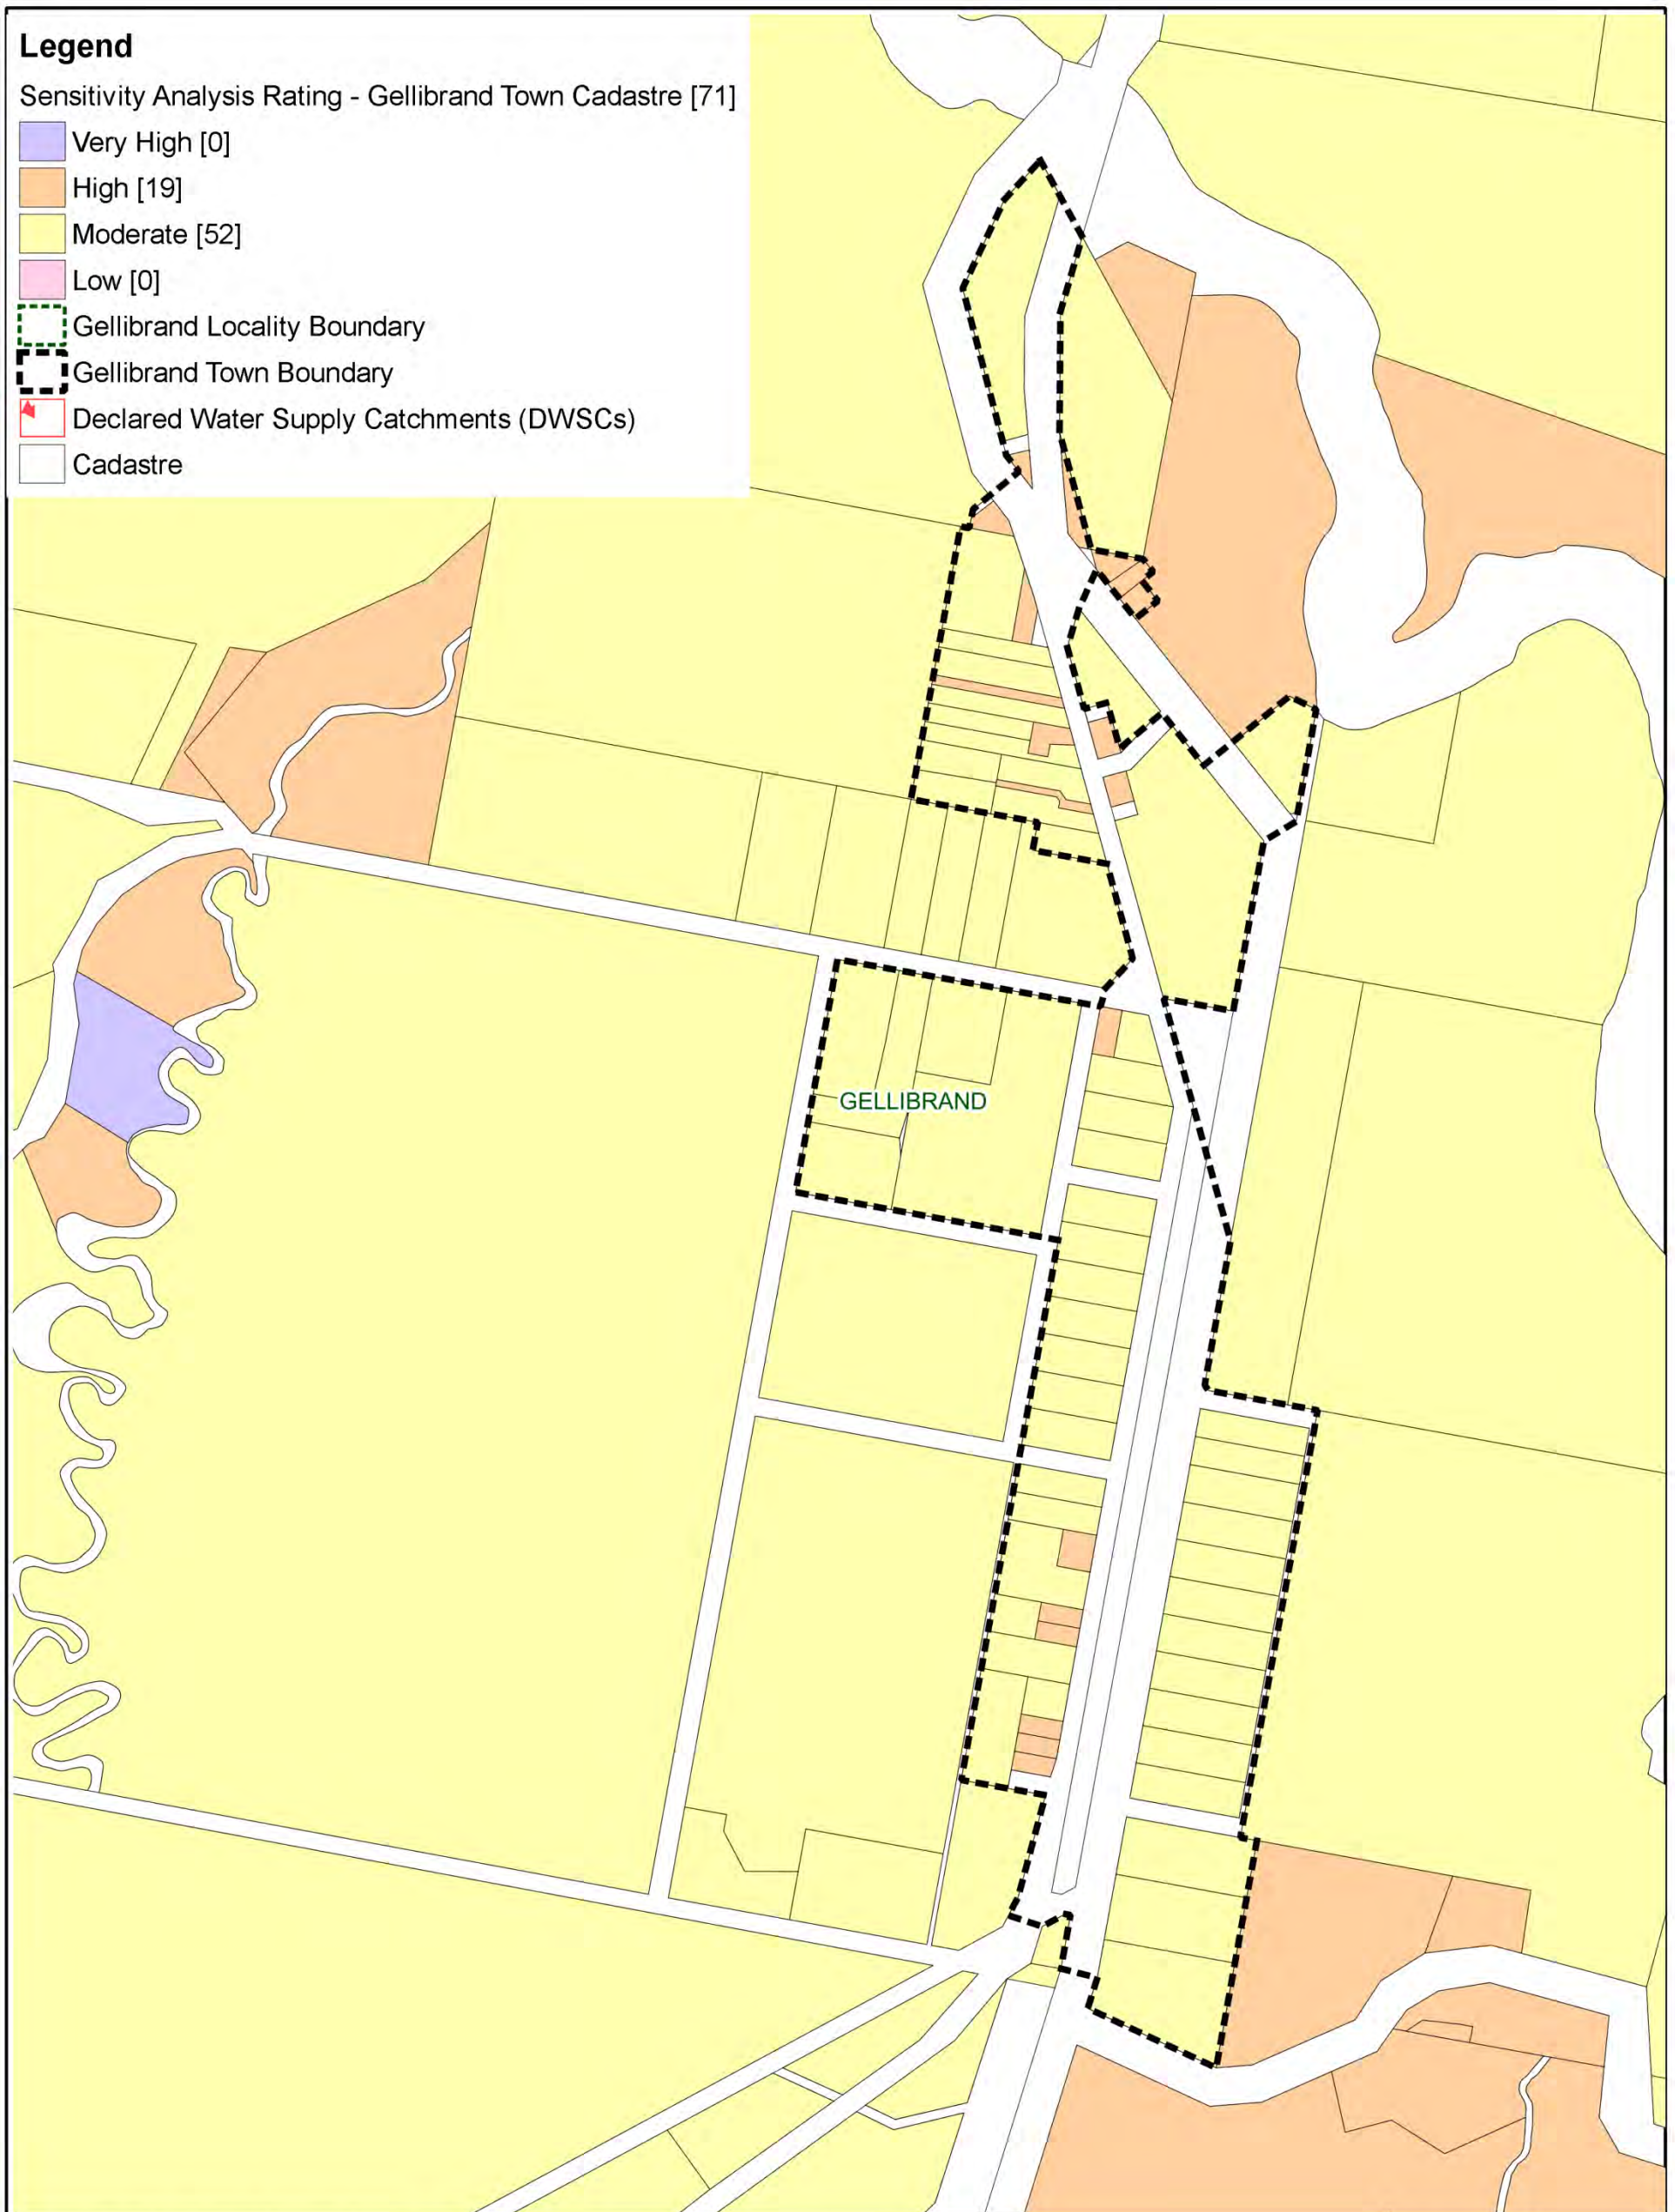 Legend
Sensitivity Analysis Rating - Gellibrand Town Cadastre [71]
Very High [0]
High [19]
Moderate [52]
Low [0]
Gellibrand Locality Boundary
Gellibrand Town Boundary
Declared Water Supply Catchments (DWSCs)
Cadastre
GELLIBRAND